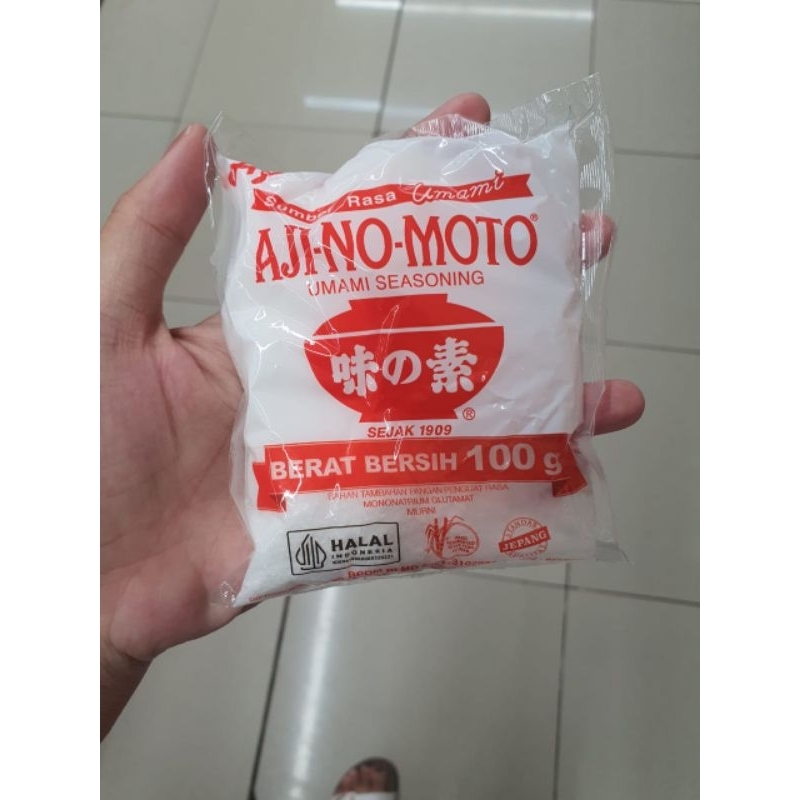 Sumber Rasa Umami
AJI-NO-MOTO®
UMAMI SEASONING
味の素
®
SEJAK 1909
BERAT BERSIH 100 g
BAHAN TAMBAHAN PANGAN PENGUAT RASA
MONONATRIUM GLUTAMAT
MURNI
HALAL
INDONESIA
STANDAR
JEPANG